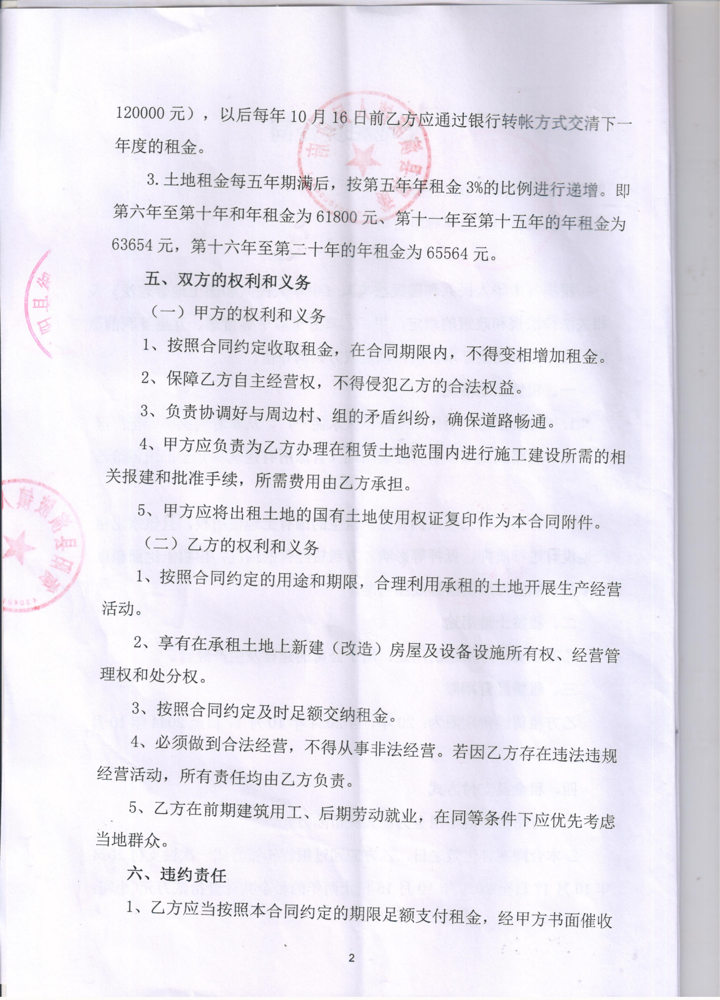 120000 元），以后每年 10 月 16 日前乙方应通过银行转帐方式交清下一
年度的租金。
3.土地租金每五年期满后，按第五年年租金 3%的比例进行递增。即
第六年至第十年和年租金为 61800 元、第十一年至第十五年的年租金为
63654 元，第十六年至第二十年的年租金为 65564 元。
五、双方的权利和义务
（一）甲方的权利和义务
1、按照合同约定收取租金，在合同期限内，不得变相增加租金。
2、保障乙方自主经营权，不得侵犯乙方的合法权益。
3、负责协调好与周边村、组的矛盾纠纷，确保道路畅通。
4、甲方应负责为乙方办理在租赁土地范围内进行施工建设所需的相
关报建和批准手续，所需费用由乙方承担。
5、甲方应将出租土地的国有土地使用权证复印作为本合同附件。
（二）乙方的权利和义务
1、按照合同约定的用途和期限，合理利用承租的土地开展生产经营
活动。
2、享有在承租土地上新建（改造）房屋及设备设施所有权、经营管
理权和处分权。
3、按照合同约定及时足额交纳租金。
4、必须做到合法经营，不得从事非法经营。若因乙方存在违法违规
经营活动，所有责任均由乙方负责。
5、乙方在前期建筑用工、后期劳动就业，在同等条件下应优先考虑
当地群众。
六、违约责任
1、乙方应当按照本合同约定的期限足额支付租金，经甲方书面催收
2